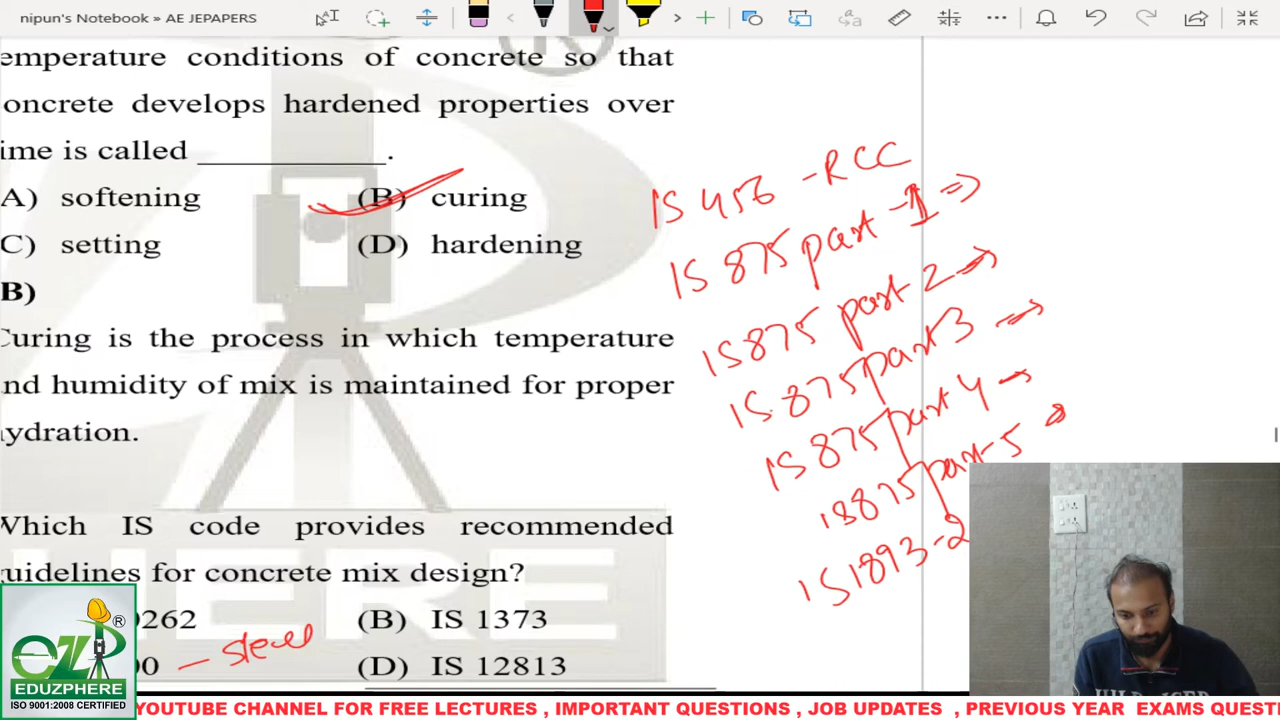 nipun's Notebook » AE JEPAPERS
emperature conditions of concrete so that
oncrete develops hardened properties over
ime is called ____________.
A) softening (B) curing
C) setting (D) hardening
B)
Curing is the process in which temperature
nd humidity of mix is maintained for proper
ydration.
Which IS code provides recommended
uidelines for concrete mix design?
0262 (B) IS 1373
00 - steel (D) IS 12813
IS 456 - RCC
IS 875 part - 1 ⇒
IS 875 part 2 ⇒
IS 875 part 3 ⇒
IS 875 part 4 →
IS 875 part 5
IS 1893 - 2
HERE
EZP ®
EDUZPHERE
ISO 9001:2008 CERTIFIED
YOUTUBE CHANNEL FOR FREE LECTURES , IMPORTANT QUESTIONS , JOB UPDATES , PREVIOUS YEAR EXAMS QUESTI